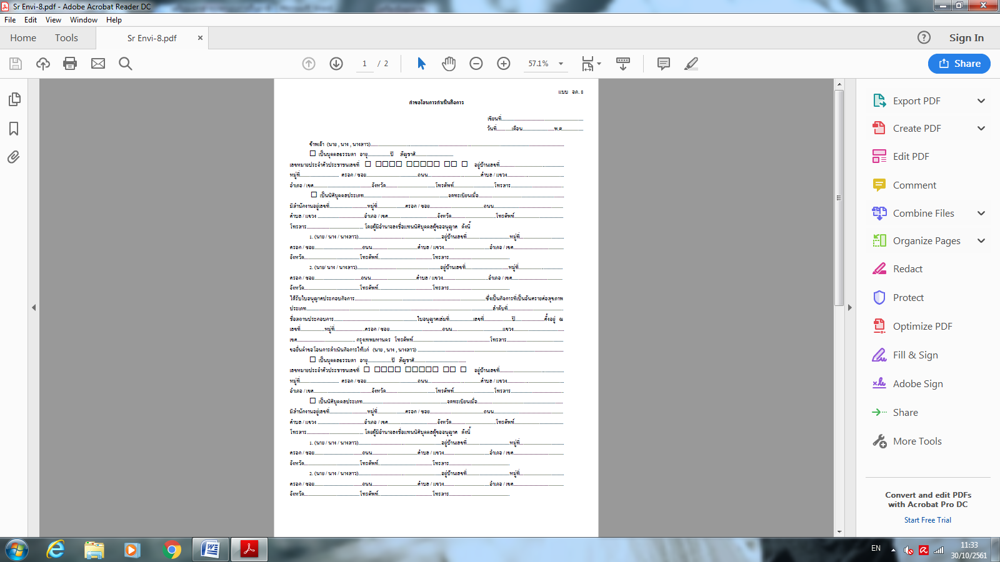 Sr Envi-8.pdf - Adobe Acrobat Reader DC
File Edit View Window Help
Home Tools Sr Envi-8.pdf × Sign In
1 / 2 57.1% Share
แบบ อภ. 8
คำขอโอนการดำเนินกิจการ
เขียนที่
วันที่ เดือน พ.ศ.
ข้าพเจ้า (นาย , นาง , นางสาว)
เป็นบุคคลธรรมดา อายุ ปี สัญชาติ
เลขหมายประจำตัวประชาชนเลขที่ อยู่บ้านเลขที่
หมู่ที่ ตรอก / ซอย ถนน ตำบล / แขวง
อำเภอ / เขต จังหวัด โทรศัพท์ โทรสาร
เป็นนิติบุคคลประเภท จดทะเบียนเมื่อ
มีสำนักงานอยู่เลขที่ หมู่ที่ ตรอก / ซอย ถนน
ตำบล / แขวง อำเภอ / เขต จังหวัด โทรศัพท์
โทรสาร โดยผู้มีอำนาจลงชื่อแทนนิติบุคคลผู้ขออนุญาต ดังนี้
1. (นาย / นาง / นางสาว) อยู่บ้านเลขที่ หมู่ที่
ตรอก / ซอย ถนน ตำบล / แขวง อำเภอ / เขต
จังหวัด โทรศัพท์ โทรสาร
2. (นาย/ นาง / นางสาว) อยู่บ้านเลขที่ หมู่ที่
ตรอก / ซอย ถนน ตำบล / แขวง อำเภอ / เขต
จังหวัด โทรศัพท์ โทรสาร
ได้รับใบอนุญาตประกอบกิจการ ซึ่งเป็นกิจการที่เป็นอันตรายต่อสุขภาพ
ประเภท ลำดับที่
ชื่อสถานประกอบการ ใบอนุญาตเล่มที่ เลขที่ ปี ตั้งอยู่ ณ
เลขที่ หมู่ที่ ตรอก / ซอย ถนน แขวง
เขต กรุงเทพมหานคร โทรศัพท์ โทรสาร
ขอยื่นคำขอโอนการดำเนินกิจการให้แก่ (นาย , นาง , นางสาว)
เป็นบุคคลธรรมดา อายุ ปี สัญชาติ
เลขหมายประจำตัวประชาชนเลขที่ อยู่บ้านเลขที่
หมู่ที่ ตรอก / ซอย ถนน ตำบล / แขวง
อำเภอ / เขต จังหวัด โทรศัพท์ โทรสาร
เป็นนิติบุคคลประเภท จดทะเบียนเมื่อ
มีสำนักงานอยู่เลขที่ หมู่ที่ ตรอก / ซอย ถนน
ตำบล / แขวง อำเภอ / เขต จังหวัด โทรศัพท์
โทรสาร โดยผู้มีอำนาจลงชื่อแทนนิติบุคคลผู้ขออนุญาต ดังนี้
1. (นาย / นาง / นางสาว) อยู่บ้านเลขที่ หมู่ที่
ตรอก / ซอย ถนน ตำบล / แขวง อำเภอ / เขต
จังหวัด โทรศัพท์ โทรสาร
2. (นาย / นาง / นางสาว) อยู่บ้านเลขที่ หมู่ที่
ตรอก / ซอย ถนน ตำบล / แขวง อำเภอ / เขต
จังหวัด โทรศัพท์ โทรสาร
Export PDF
Create PDF
Edit PDF
Comment
Combine Files
Organize Pages
Redact
Protect
Optimize PDF
Fill & Sign
Adobe Sign
Share
More Tools
Convert and edit PDFs
with Acrobat Pro DC
Start Free Trial
EN
11:33
30/10/2561